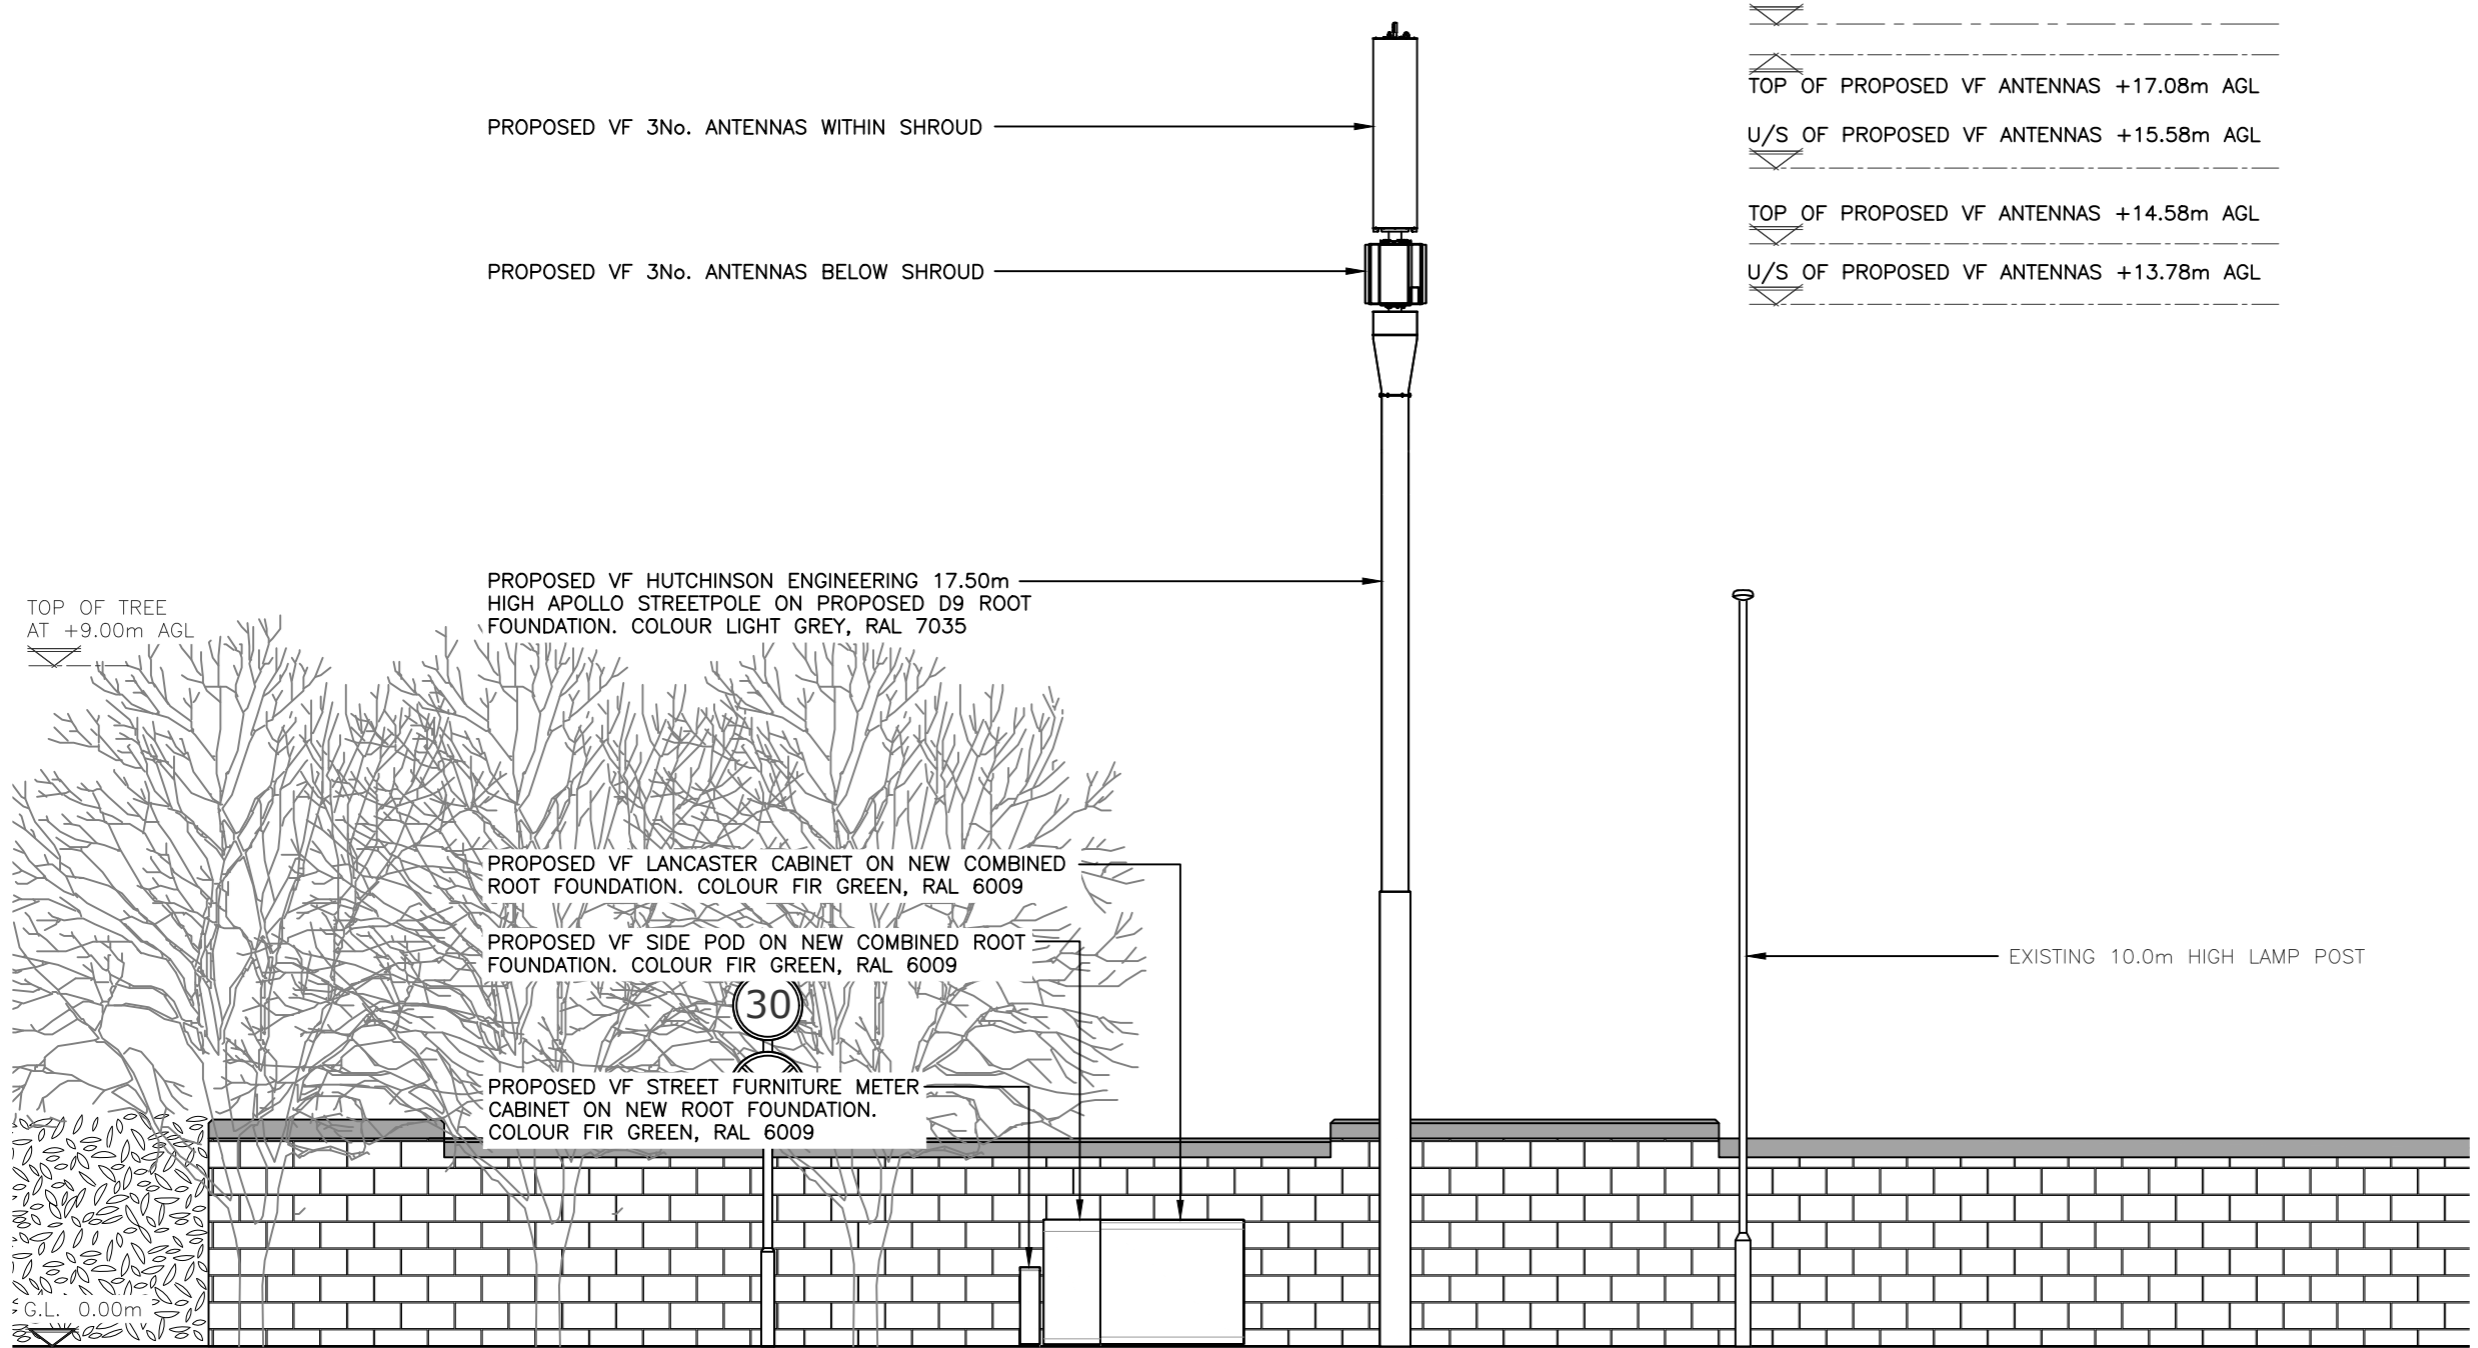 TOP OF PROPOSED VF ANTENNAS +17.08m AGL
PROPOSED VF 3No. ANTENNAS WITHIN SHROUD
U/S OF PROPOSED VF ANTENNAS +15.58m AGL
TOP OF PROPOSED VF ANTENNAS +14.58m AGL
PROPOSED VF 3No. ANTENNAS BELOW SHROUD
U/S OF PROPOSED VF ANTENNAS +13.78m AGL
PROPOSED VF HUTCHINSON ENGINEERING 17.50m
HIGH APOLLO STREETPOLE ON PROPOSED D9 ROOT
FOUNDATION. COLOUR LIGHT GREY, RAL 7035
TOP OF TREE
AT +9.00m AGL
PROPOSED VF LANCASTER CABINET ON NEW COMBINED
ROOT FOUNDATION. COLOUR FIR GREEN, RAL 6009
PROPOSED VF SIDE POD ON NEW COMBINED ROOT
FOUNDATION. COLOUR FIR GREEN, RAL 6009
EXISTING 10.0m HIGH LAMP POST
30
PROPOSED VF STREET FURNITURE METER
CABINET ON NEW ROOT FOUNDATION.
COLOUR FIR GREEN, RAL 6009
G.L. 0.00m